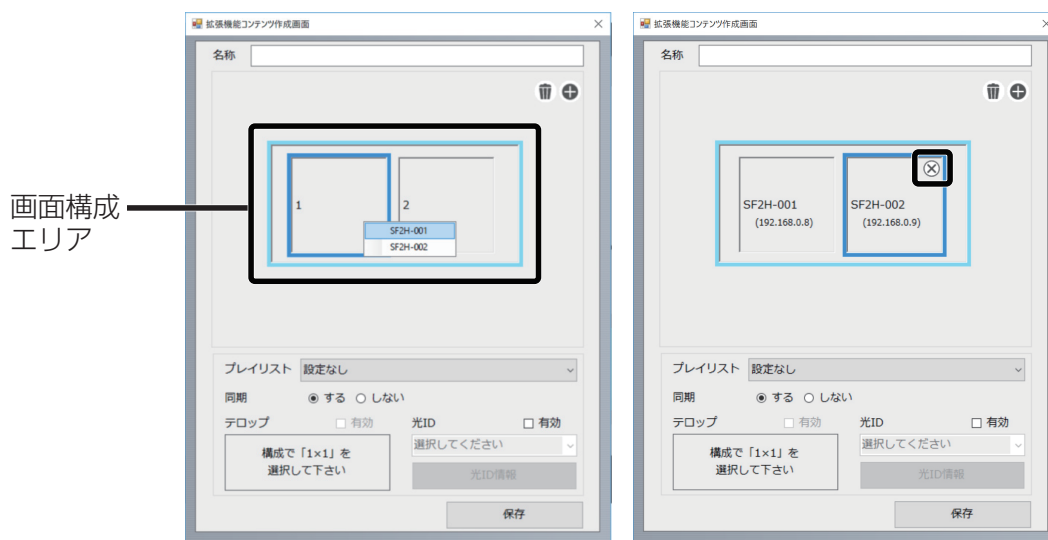 画面構成
エリア
拡張機能コンテンツ作成画面
名称
1
2
SF2H-001
SF2H-002
プレイリスト 設定なし
同期 する しない
テロップ 有効 光ID 有効
構成で「1×1」を
選択して下さい
選択してください
光ID情報
保存
拡張機能コンテンツ作成画面
名称
SF2H-001
(192.168.0.8)
SF2H-002
(192.168.0.9)
プレイリスト 設定なし
同期 する しない
テロップ 有効 光ID 有効
構成で「1×1」を
選択して下さい
選択してください
光ID情報
保存